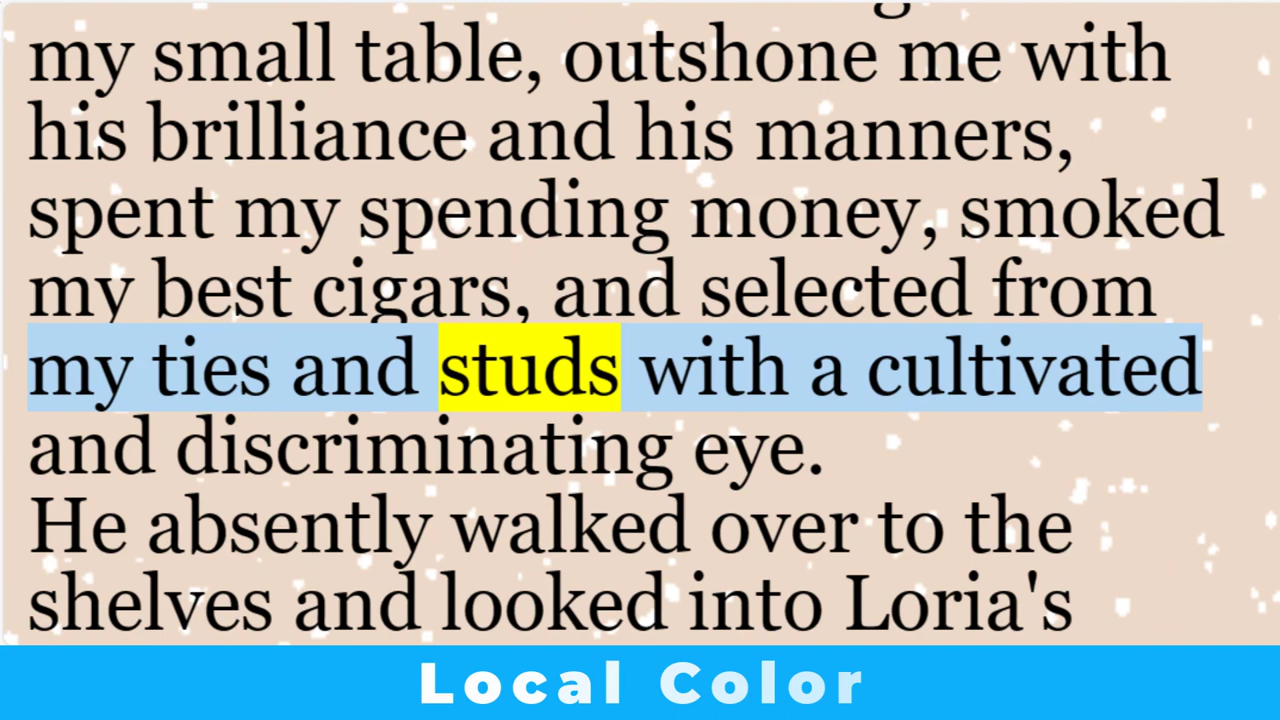 my small table, outshone me with
his brilliance and his manners,
spent my spending money, smoked
my best cigars, and selected from
my ties and studs with a cultivated
and discriminating eye.
He absently walked over to the
shelves and looked into Loria's
Local Color